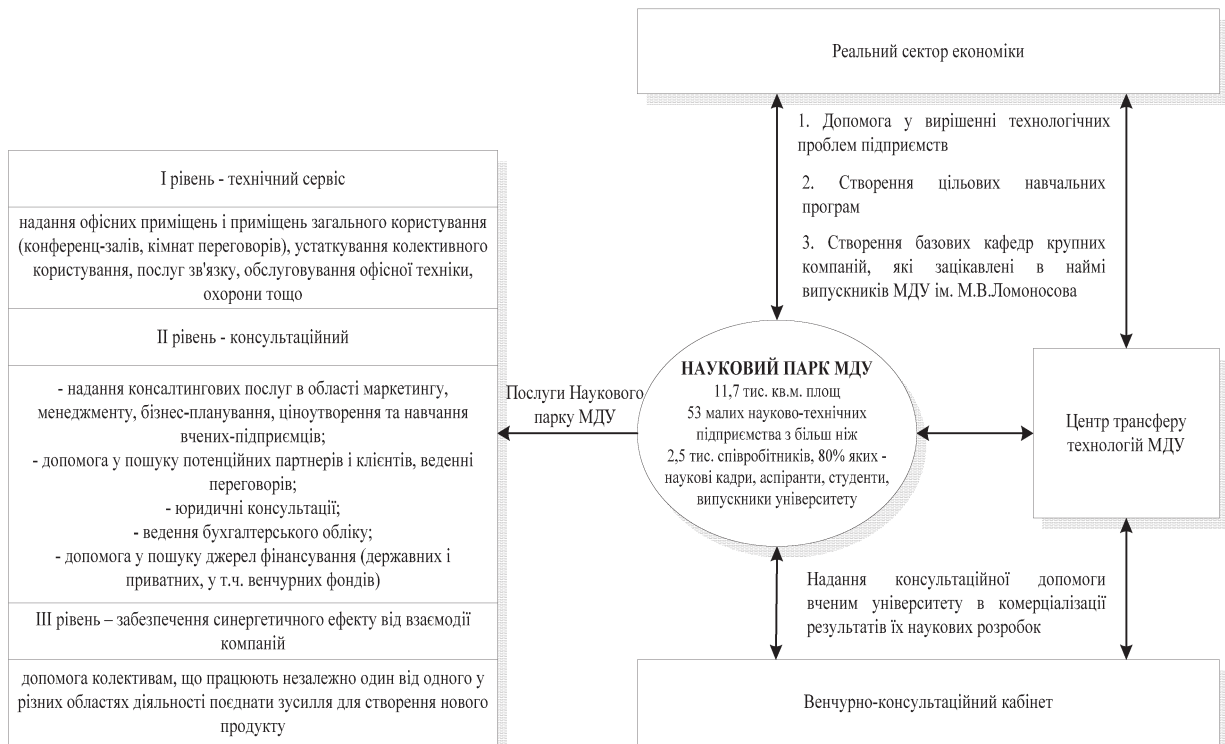 Реальний сектор економіки
1. Допомога у вирішенні технологічних
проблем підприємств
2. Створення цільових навчальних
програм
3. Створення базових кафедр крупних
компаній, які зацікавлені в наймі
випускників МДУ ім. М.В.Ломоносова
І рівень - технічний сервіс
надання офісних приміщень і приміщень загального користування
(конференц-залів, кімнат переговорів), устаткування колективного
користування, послуг зв'язку, обслуговування офісної техніки,
охорони тощо
ІІ рівень - консультаційний
- надання консалтингових послуг в області маркетингу,
менеджменту, бізнес-планування, ціноутворення та навчання
вчених-підприємців;
- допомога у пошуку потенційних партнерів і клієнтів, веденні
переговорів;
- юридичні консультації;
- ведення бухгалтерського обліку;
- допомога у пошуку джерел фінансування (державних і
приватних, у т.ч. венчурних фондів)
ІІІ рівень – забезпечення синергетичного ефекту від взаємодії
компаній
допомога колективам, що працюють незалежно один від одного у
різних областях діяльності поєднати зусилля для створення нового
продукту
Послуги Наукового
парку МДУ
НАУКОВИЙ ПАРК МДУ
11,7 тис. кв.м. площ
53 малих науково-технічних
підприємства з більш ніж
2,5 тис. співробітників, 80% яких -
наукові кадри, аспіранти, студенти,
випускники університету
Центр трансферу
технологій МДУ
Надання консультаційної допомоги
вченим університету в комерціалізації
результатів їх наукових розробок
Венчурно-консультаційний кабінет